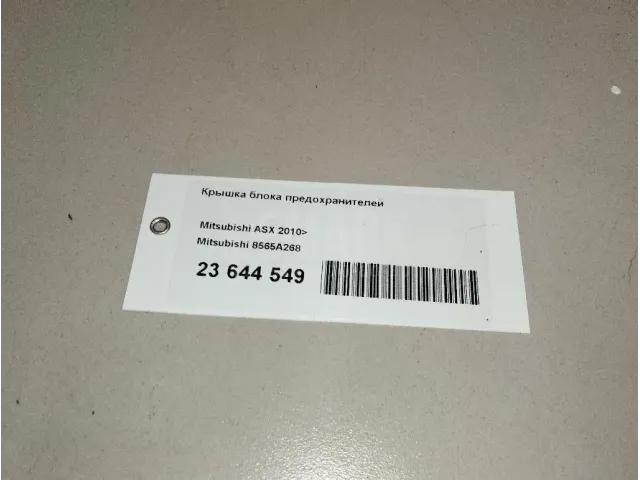 Крышка блока предохранителей
Mitsubishi ASX 2010>
Mitsubishi 8565A268
23 644 549